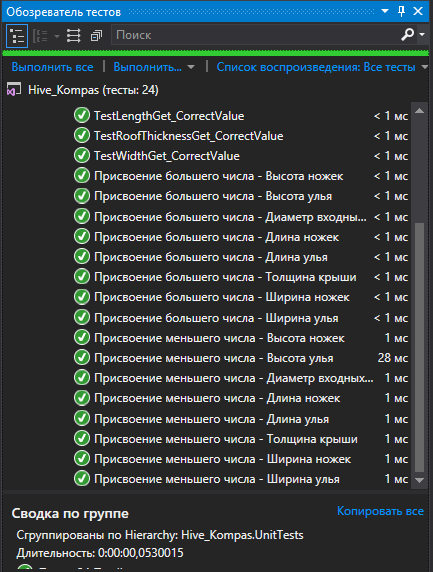 Обозреватель тестов
Поиск
Выполнить все | Выполнить... | Список воспроизведения: Все тесты
Hive_Kompas (тесты: 24)
TestLengthGet_CorrectValue < 1 мс
TestRoofThicknessGet_CorrectValue < 1 мс
TestWidthGet_CorrectValue < 1 мс
Присвоение большего числа - Высота ножек < 1 мс
Присвоение большего числа - Высота улья < 1 мс
Присвоение большего числа - Диаметр входны... < 1 мс
Присвоение большего числа - Длина ножек < 1 мс
Присвоение большего числа - Длина улья < 1 мс
Присвоение большего числа - Толщина крыши < 1 мс
Присвоение большего числа - Ширина ножек < 1 мс
Присвоение большего числа - Ширина улья < 1 мс
Присвоение меньшего числа - Высота ножек 1 мс
Присвоение меньшего числа - Высота улья 28 мс
Присвоение меньшего числа - Диаметр входных... 1 мс
Присвоение меньшего числа - Длина ножек 1 мс
Присвоение меньшего числа - Длина улья 1 мс
Присвоение меньшего числа - Толщина крыши 1 мс
Присвоение меньшего числа - Ширина ножек 1 мс
Присвоение меньшего числа - Ширина улья 1 мс
Сводка по группе Копировать все
Сгруппированы по Hierarchy: Hive_Kompas.UnitTests
Длительность: 0:00:00,0530015